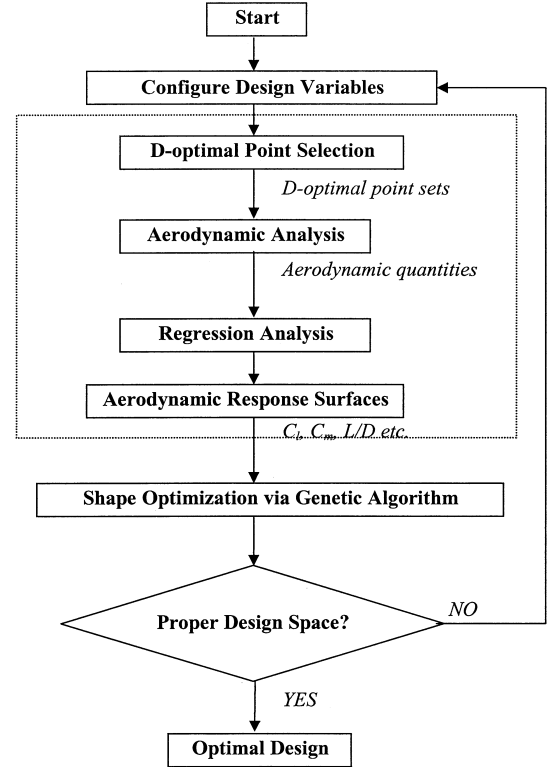 Start
Configure Design Variables
D-optimal Point Selection
D-optimal point sets
Aerodynamic Analysis
Aerodynamic quantities
Regression Analysis
Aerodynamic Response Surfaces
Cl, Cm, L/D etc.
Shape Optimization via Genetic Algorithm
Proper Design Space?
NO
YES
Optimal Design